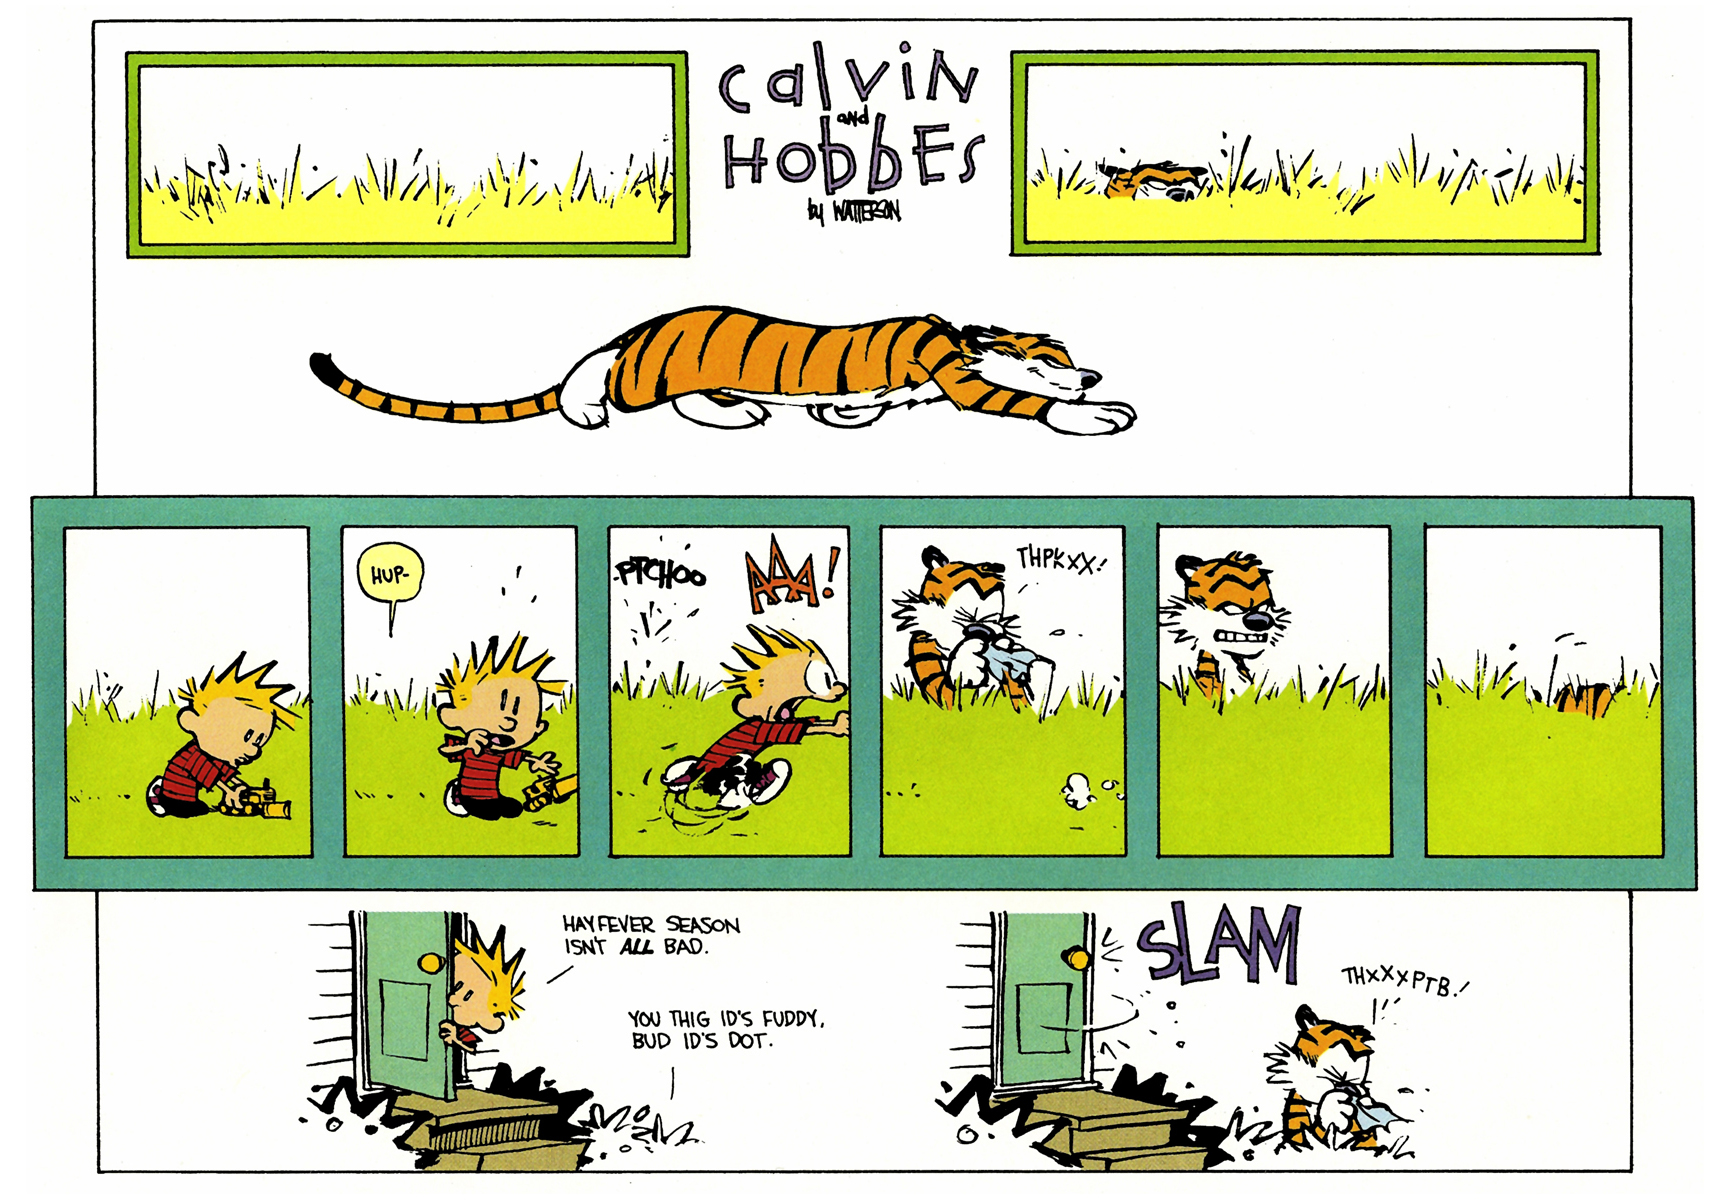 CalviN
and
HobbEs
by WATTERSON
HUP-
PTCHOO
AAA!
THPKXX!
HAYFEVER SEASON
ISN'T ALL BAD.
YOU THIG ID'S FUDDY,
BUD ID'S DOT.
SLAM
THXXXPTB!